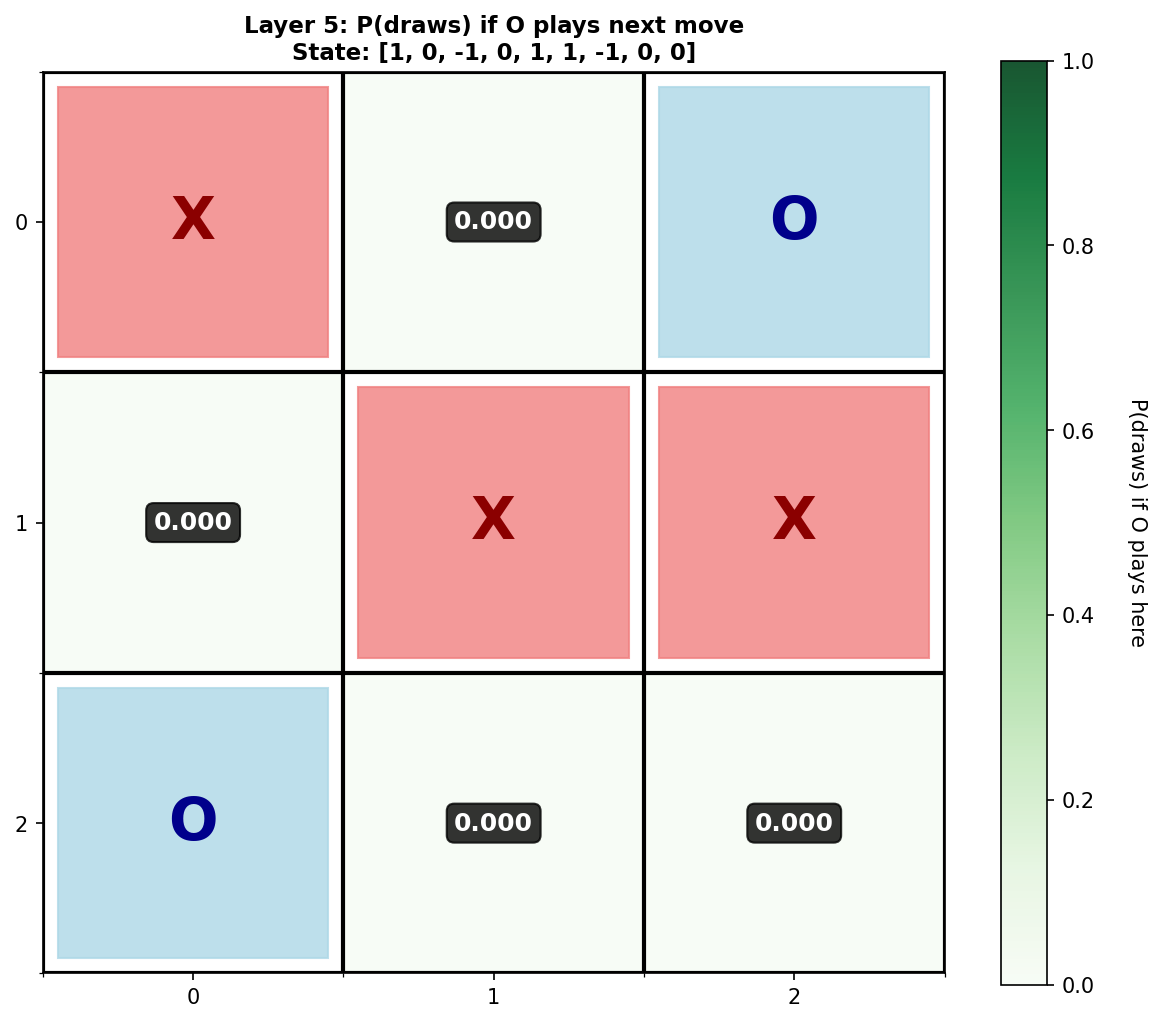 Layer 5: P(draws) if O plays next move
State: [1, 0, -1, 0, 1, 1, -1, 0, 0]
X
0.000
O
0.000
X
X
O
0.000
0.000
0
1
2
0
1
2
1.0
0.8
0.6
0.4
0.2
0.0
P(draws) if O plays here